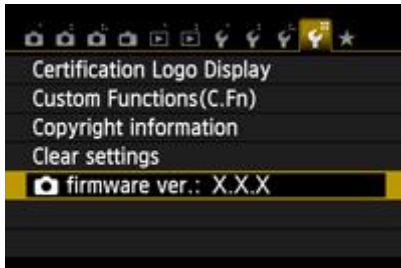 Certification Logo Display
Custom Functions(C.Fn)
Copyright information
Clear settings
firmware ver.: X.X.X